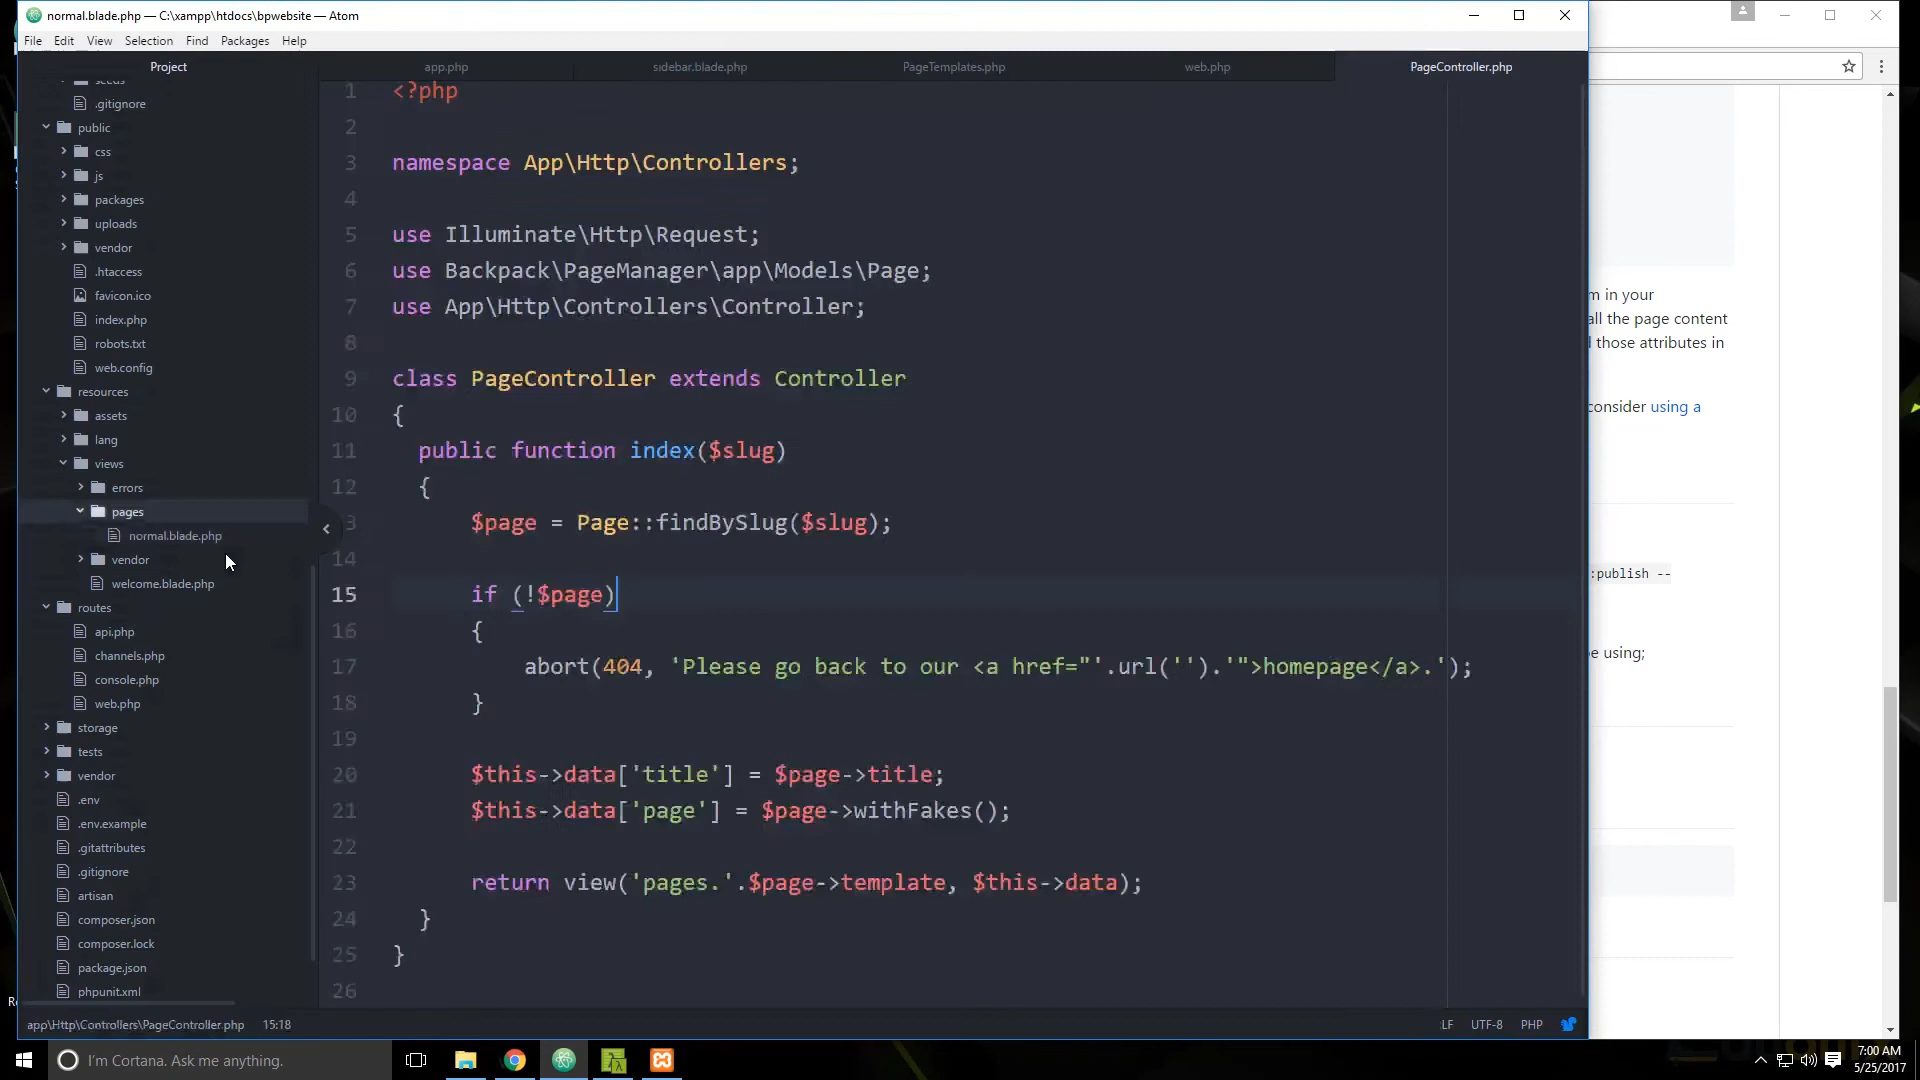 normal.blade.php — C:\xampp\htdocs\bpwebsite — Atom
File Edit View Selection Find Packages Help
Project
app.php
sidebar.blade.php
PageTemplates.php
web.php
PageController.php
seeds
.gitignore
public
css
js
packages
uploads
vendor
.htaccess
favicon.ico
index.php
robots.txt
web.config
resources
assets
lang
views
errors
pages
normal.blade.php
vendor
welcome.blade.php
routes
api.php
channels.php
console.php
web.php
storage
tests
vendor
.env
.env.example
.gitattributes
.gitignore
artisan
composer.json
composer.lock
package.json
phpunit.xml
1 <?php
2
3 namespace App\Http\Controllers;
4
5 use Illuminate\Http\Request;
6 use Backpack\PageManager\app\Models\Page;
7 use App\Http\Controllers\Controller;
8
9 class PageController extends Controller
10 {
11 public function index($slug)
12 {
3 $page = Page::findBySlug($slug);
14
15 if (!$page)
16 {
17 abort(404, 'Please go back to our <a href="'.url('').'">homepage</a>.');
18 }
19
20 $this->data['title'] = $page->title;
21 $this->data['page'] = $page->withFakes();
22
23 return view('pages.'.$page->template, $this->data);
24 }
25 }
26
m in your
all the page content
those attributes in
consider using a
:publish --
e using;
app\Http\Controllers\PageController.php 15:18
LF UTF-8 PHP
I'm Cortana. Ask me anything.
7:00 AM
5/25/2017